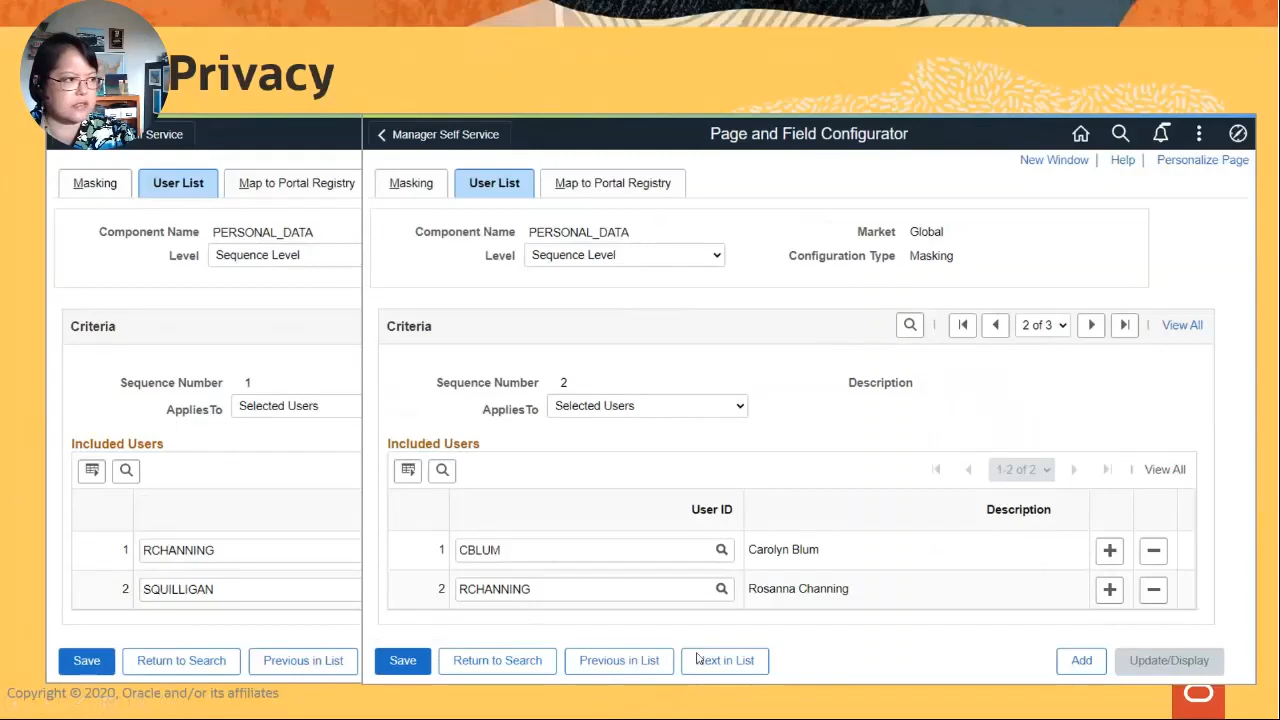 Privacy
Service
Masking
User List
Map to Portal Registry
Component Name PERSONAL_DATA
Level Sequence Level
Criteria
Sequence Number 1
Applies To Selected Users
Included Users
1 RCHANNING
2 SQUILLIGAN
Save
Return to Search
Previous in List
Manager Self Service
Page and Field Configurator
New Window | Help | Personalize Page
Masking
User List
Map to Portal Registry
Component Name PERSONAL_DATA
Market Global
Level Sequence Level
Configuration Type Masking
Criteria
2 of 3
View All
Sequence Number 2
Description
Applies To Selected Users
Included Users
1-2 of 2
View All
User ID
Description
1 CBLUM Carolyn Blum
2 RCHANNING Rosanna Channing
Save
Return to Search
Previous in List
Next in List
Add
Update/Display
Copyright © 2020, Oracle and/or its affiliates